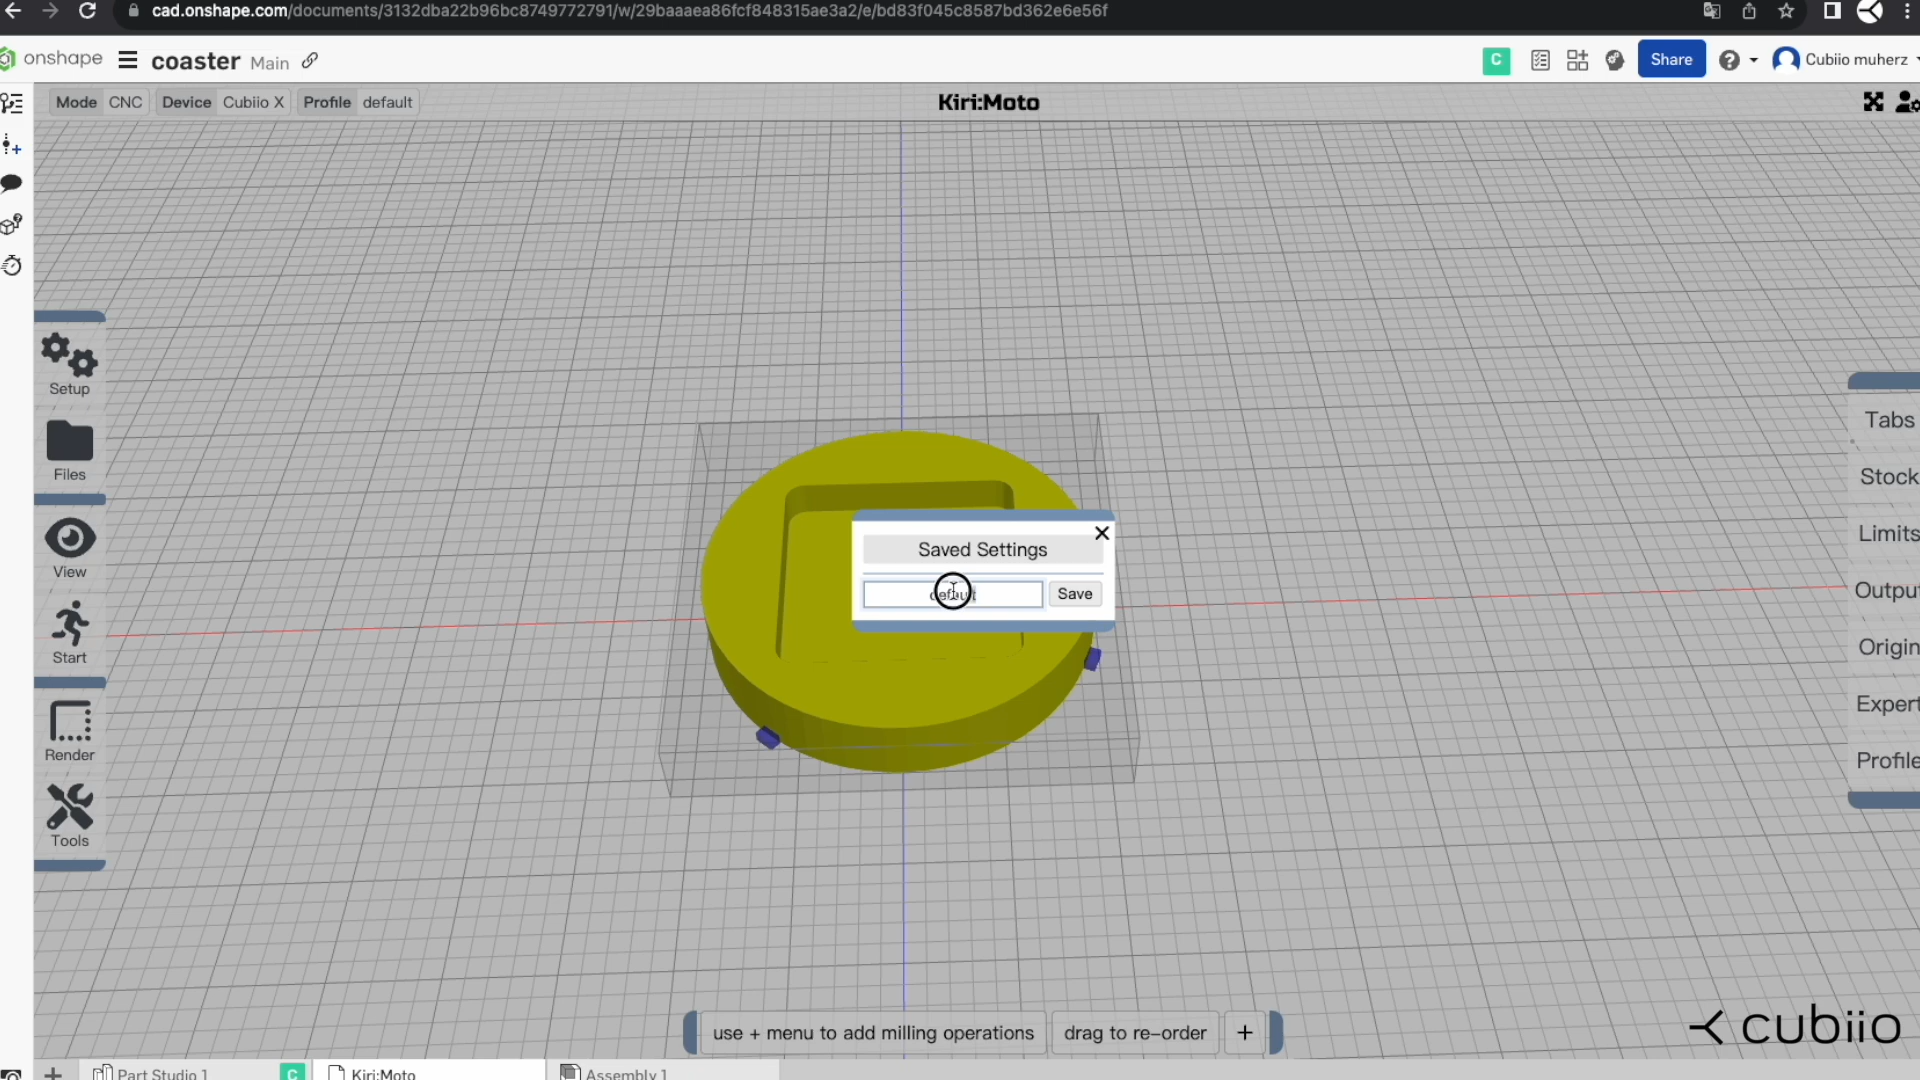 cad.onshape.com/documents/3132dba22b96bc8749772791/w/29baaaea86fcf848315ae3a2/e/bd83f045c8587bd362e6e56f
onshape coaster Main C Share ? Cubiio muherz
Mode CNC Device Cubiio X Profile default
Kiri:Moto
Setup
Files
View
Start
Render
Tools
Saved Settings
Save
Tabs
Stock
Limits
Output
Origin
Expert
Profile
use + menu to add milling operations drag to re-order +
cubiio
Part Studio 1 C Kiri:Moto Assembly 1